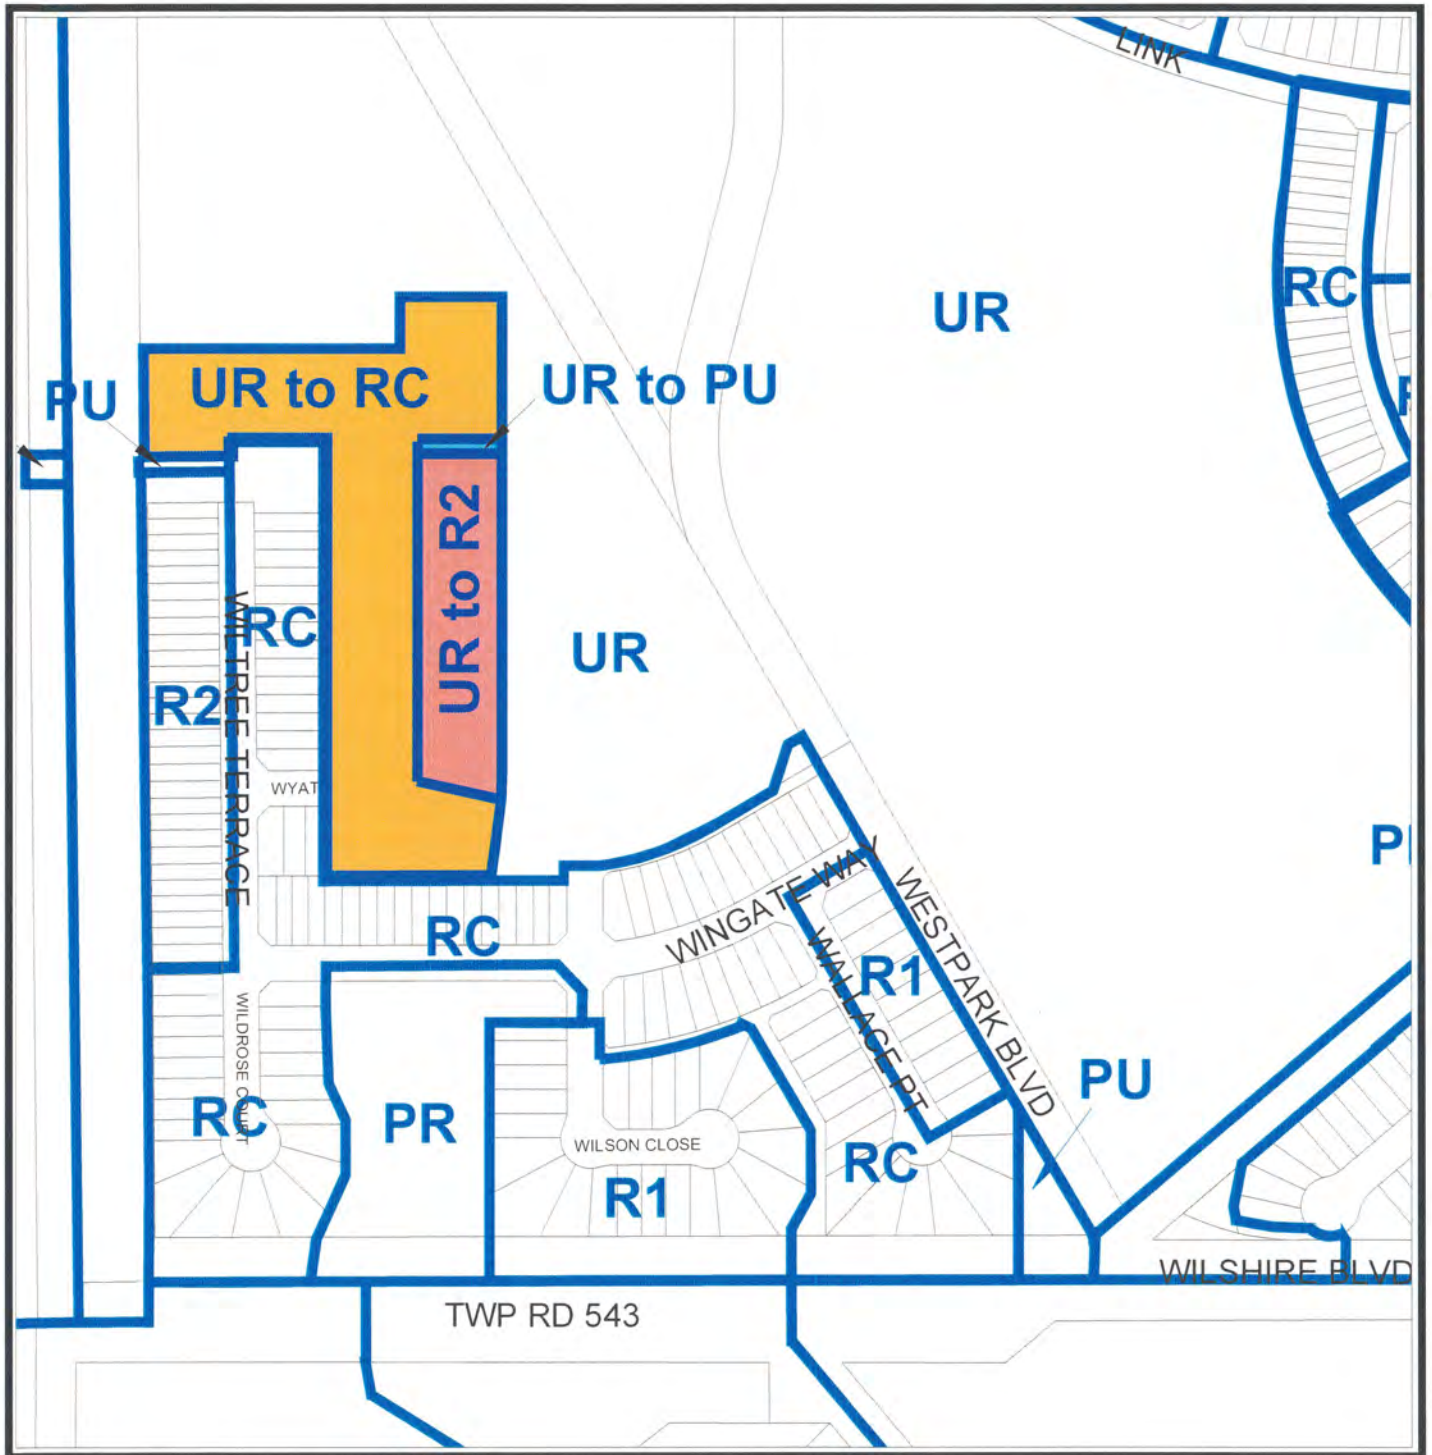 LINK
RC
UR
UR to RC
UR to PU
PU
UR to R2
RC
UR
R2
WILTREE TERRACE
WYAT
WINGATE WAY
WESTPARK BLVD
RC
WALLACE PT
R1
WILDROSE COURT
PU
RC
PR
WILSON CLOSE
RC
R1
WILSHIRE BLVD
TWP RD 543